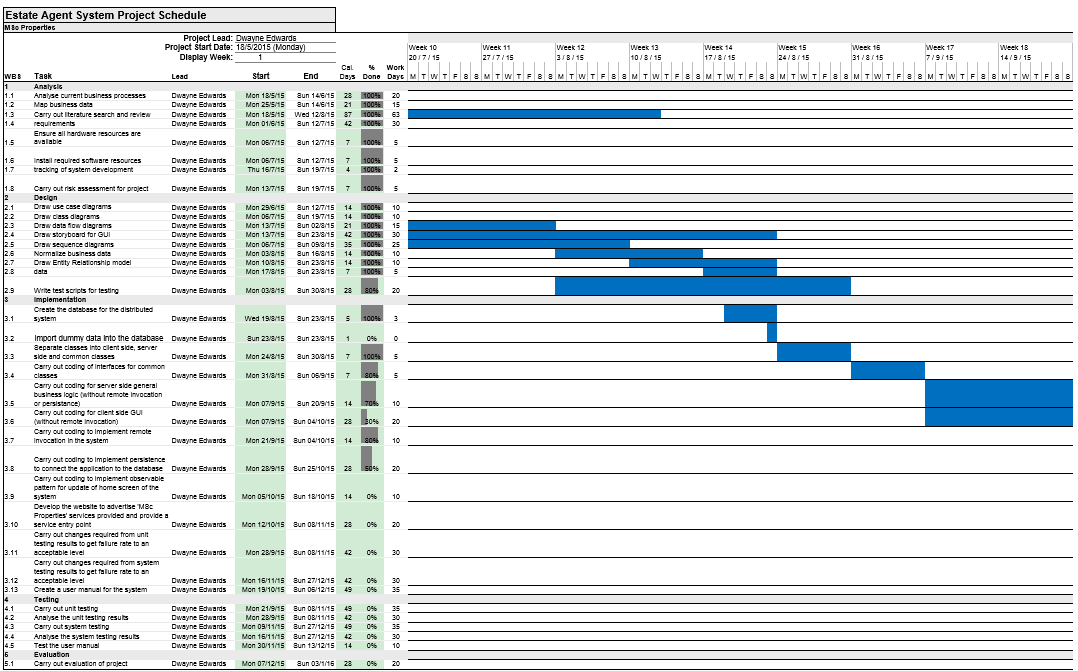 Estate Agent System Project Schedule
MSc Properties
Project Lead: Dwayne Edwards
Project Start Date: 18/5/2015 (Monday)
Display Week: 1
Week 10 Week 11 Week 12 Week 13 Week 14 Week 15 Week 16 Week 17 Week 18
20 / 7 / 15 27 / 7 / 15 3 / 8 / 15 10 / 8 / 15 17 / 8 / 15 24 / 8 / 15 31 / 8 / 15 7 / 9 / 15 14 / 9 / 15
Cal. % Work
WBS Task Lead Start End Days Done Days M T W T F S S M T W T F S S M T W T F S S M T W T F S S M T W T F S S M T W T F S S M T W T F S S M T W T F S S M T W T F S S
1 Analysis
1.1 Analyse current business processes Dwayne Edwards Mon 18/5/15 Sun 14/6/15 28 100% 20
1.2 Map business data Dwayne Edwards Mon 25/5/15 Sun 14/6/15 21 100% 15
1.3 Carry out literature search and review Dwayne Edwards Mon 18/5/15 Wed 12/8/15 87 100% 63
1.4 requirements Dwayne Edwards Mon 01/6/15 Sun 12/7/15 42 100% 30
Ensure all hardware resources are
1.5 available Dwayne Edwards Mon 06/7/15 Sun 12/7/15 7 100% 5
1.6 Install required software resources Dwayne Edwards Mon 06/7/15 Sun 12/7/15 7 100% 5
1.7 tracking of system development Dwayne Edwards Thu 16/7/15 Sun 19/7/15 4 100% 2
1.8 Carry out risk assessment for project Dwayne Edwards Mon 13/7/15 Sun 19/7/15 7 100% 5
2 Design
2.1 Draw use case diagrams Dwayne Edwards Mon 29/6/15 Sun 12/7/15 14 100% 10
2.2 Draw class diagrams Dwayne Edwards Mon 06/7/15 Sun 19/7/15 14 100% 10
2.3 Draw data flow diagrams Dwayne Edwards Mon 13/7/15 Sun 02/8/15 21 100% 15
2.4 Draw storyboard for GUI Dwayne Edwards Mon 13/7/15 Sun 23/8/15 42 100% 30
2.5 Draw sequence diagrams Dwayne Edwards Mon 06/7/15 Sun 09/8/15 35 100% 25
2.6 Normalize business data Dwayne Edwards Mon 03/8/15 Sun 16/8/15 14 100% 10
2.7 Draw Entity Relationship model Dwayne Edwards Mon 10/8/15 Sun 23/8/15 14 100% 10
2.8 data Dwayne Edwards Mon 17/8/15 Sun 23/8/15 7 100% 5
2.9 Write test scripts for testing Dwayne Edwards Mon 03/8/15 Sun 30/8/15 28 80% 20
3 Implementation
Create the database for the distributed
3.1 system Dwayne Edwards Wed 19/8/15 Sun 23/8/15 5 100% 3
3.2 Import dummy data into the database Dwayne Edwards Sun 23/8/15 Sun 23/8/15 1 0% 0
Separate classes into client side, server
3.3 side and common classes Dwayne Edwards Mon 24/8/15 Sun 30/8/15 7 100% 5
Carry out coding of interfaces for common
3.4 classes Dwayne Edwards Mon 31/8/15 Sun 06/9/15 7 80% 5
Carry out coding for server side general
business logic (without remote invocation
3.5 or persistance) Dwayne Edwards Mon 07/9/15 Sun 20/9/15 14 70% 10
Carry out coding for client side GUI
3.6 (without remote invocation) Dwayne Edwards Mon 07/9/15 Sun 04/10/15 28 30% 20
Carry out coding to implement remote
3.7 invocation in the system Dwayne Edwards Mon 21/9/15 Sun 04/10/15 14 80% 10
Carry out coding to implement persistence
3.8 to connect the application to the database Dwayne Edwards Mon 28/9/15 Sun 25/10/15 28 50% 20
Carry out coding to implement observable
pattern for update of home screen of the
3.9 system Dwayne Edwards Mon 05/10/15 Sun 18/10/15 14 0% 10
Develop the website to advertise 'MSc
Properties' services provided and provide a
3.10 service entry point Dwayne Edwards Mon 12/10/15 Sun 08/11/15 28 0% 20
Carry out changes required from unit
testing results to get failure rate to an
3.11 acceptable level Dwayne Edwards Mon 28/9/15 Sun 08/11/15 42 0% 30
Carry out changes required from system
testing results to get failure rate to an
3.12 acceptable level Dwayne Edwards Mon 16/11/15 Sun 27/12/15 42 0% 30
3.13 Create a user manual for the system Dwayne Edwards Mon 19/10/15 Sun 06/12/15 49 0% 35
4 Testing
4.1 Carry out unit testing Dwayne Edwards Mon 21/9/15 Sun 08/11/15 49 0% 35
4.2 Analyse the unit testing results Dwayne Edwards Mon 28/9/15 Sun 08/11/15 42 0% 30
4.3 Carry out system testing Dwayne Edwards Mon 09/11/15 Sun 27/12/15 49 0% 35
4.4 Analyse the system testing results Dwayne Edwards Mon 16/11/15 Sun 27/12/15 42 0% 30
4.5 Test the user manual Dwayne Edwards Mon 30/11/15 Sun 13/12/15 14 0% 10
5 Evaluation
5.1 Carry out evaluation of project Dwayne Edwards Mon 07/12/15 Sun 03/1/16 28 0% 20